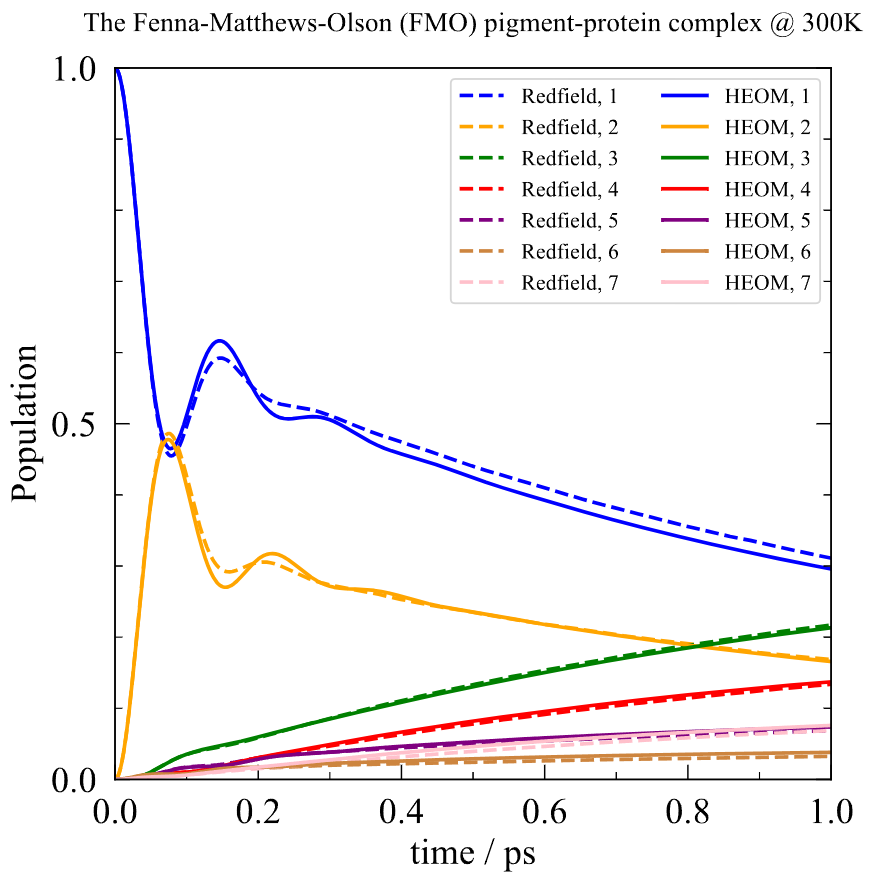 The Fenna-Matthews-Olson (FMO) pigment-protein complex @ 300K
1.0
0.5
0.0
Population
Redfield, 1
Redfield, 2
Redfield, 3
Redfield, 4
Redfield, 5
Redfield, 6
Redfield, 7
HEOM, 1
HEOM, 2
HEOM, 3
HEOM, 4
HEOM, 5
HEOM, 6
HEOM, 7
0.0 0.2 0.4 0.6 0.8 1.0
time / ps